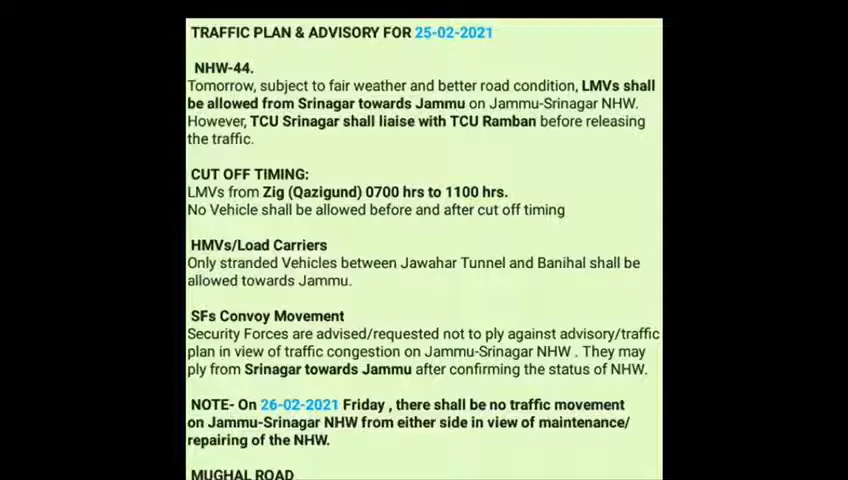 TRAFFIC PLAN & ADVISORY FOR 25-02-2021
NHW-44.
Tomorrow, subject to fair weather and better road condition, LMVs shall
be allowed from Srinagar towards Jammu on Jammu-Srinagar NHW.
However, TCU Srinagar shall liaise with TCU Ramban before releasing
the traffic.
CUT OFF TIMING:
LMVs from Zig (Qazigund) 0700 hrs to 1100 hrs.
No Vehicle shall be allowed before and after cut off timing
HMVs/Load Carriers
Only stranded Vehicles between Jawahar Tunnel and Banihal shall be
allowed towards Jammu.
SFs Convoy Movement
Security Forces are advised/requested not to ply against advisory/traffic
plan in view of traffic congestion on Jammu-Srinagar NHW . They may
ply from Srinagar towards Jammu after confirming the status of NHW.
NOTE- On 26-02-2021 Friday , there shall be no traffic movement
on Jammu-Srinagar NHW from either side in view of maintenance/
repairing of the NHW.
MUGHAL ROAD